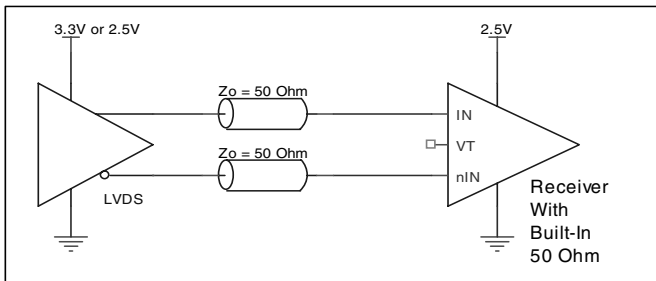 3.3V or 2.5V
2.5V
Zo = 50 Ohm
IN
VT
Zo = 50 Ohm
nIN
LVDS
Receiver
With
Built-In
50 Ohm